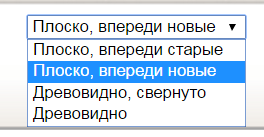 Плоско, впереди новые
Плоско, впереди старые
Плоско, впереди новые
Древовидно, свернуто
Древовидно